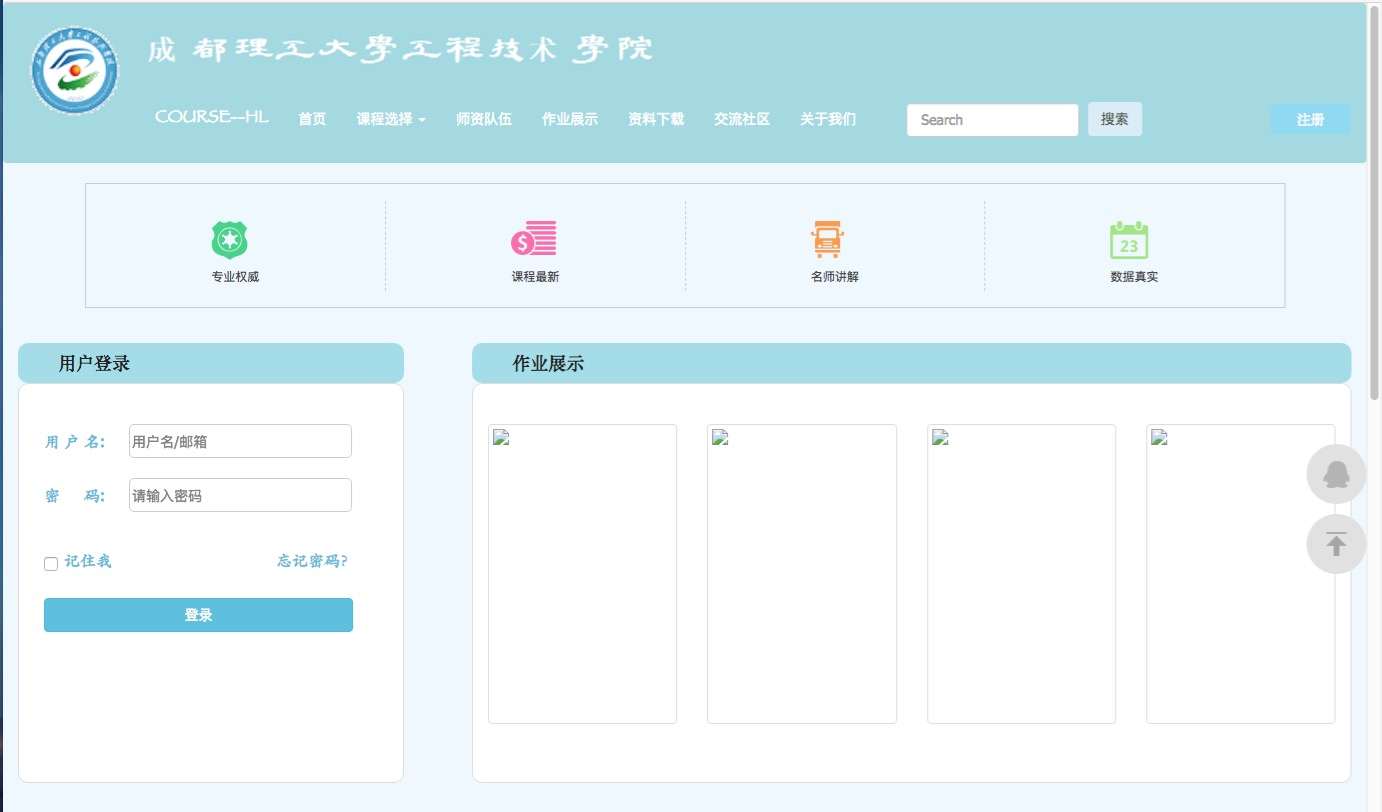 成都理工大學工程技术學院
COURSE--HL 首页 课程选择 师资队伍 作业展示 资料下载 交流社区 关于我们 Search 搜索 注册
专业权威 课程最新 名师讲解 23 数据真实
用户登录 作业展示
用 户 名: 用户名/邮箱
密 码: 请输入密码
记住我 忘记密码?
登录